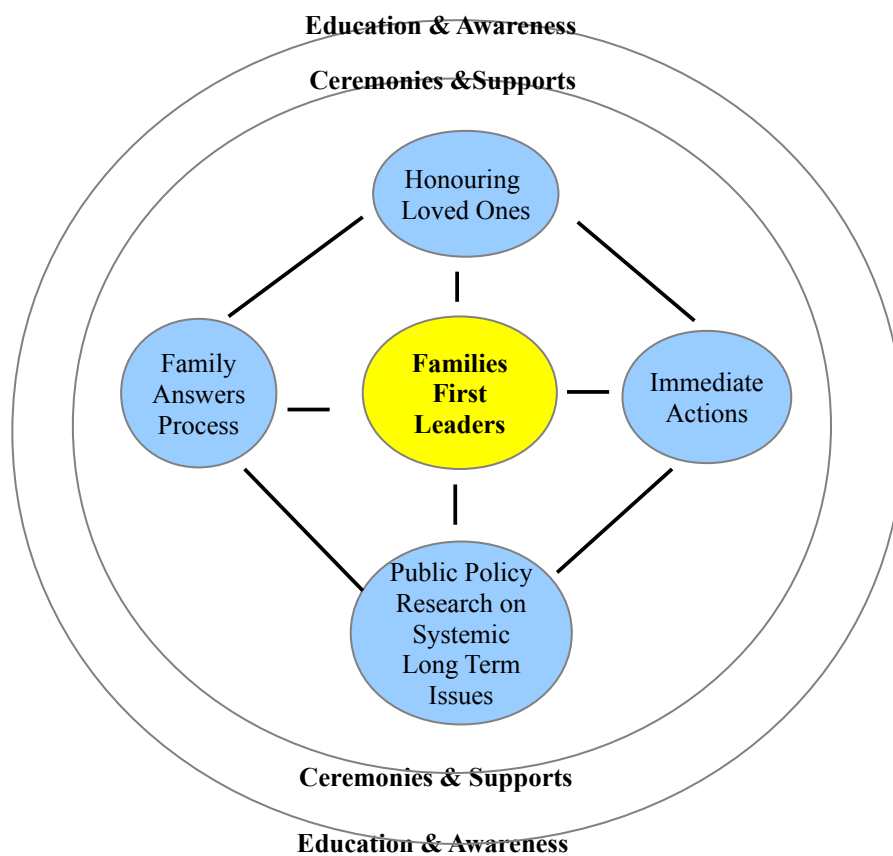 Education & Awareness
Ceremonies &Supports
Honouring
Loved Ones
Family
Answers
Process
Families
First
Leaders
Immediate
Actions
Public Policy
Research on
Systemic
Long Term
Issues
Ceremonies & Supports
Education & Awareness